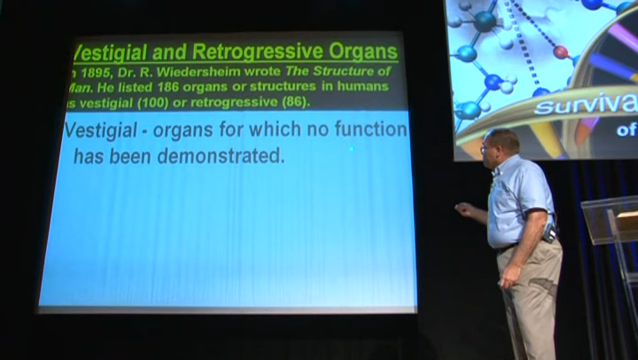 Vestigial and Retrogressive Organs
n 1895, Dr. R. Wiedersheim wrote The Structure of
Man. He listed 186 organs or structures in humans
s vestigial (100) or retrogressive (86).
Vestigial - organs for which no function
has been demonstrated.
Surviva
of